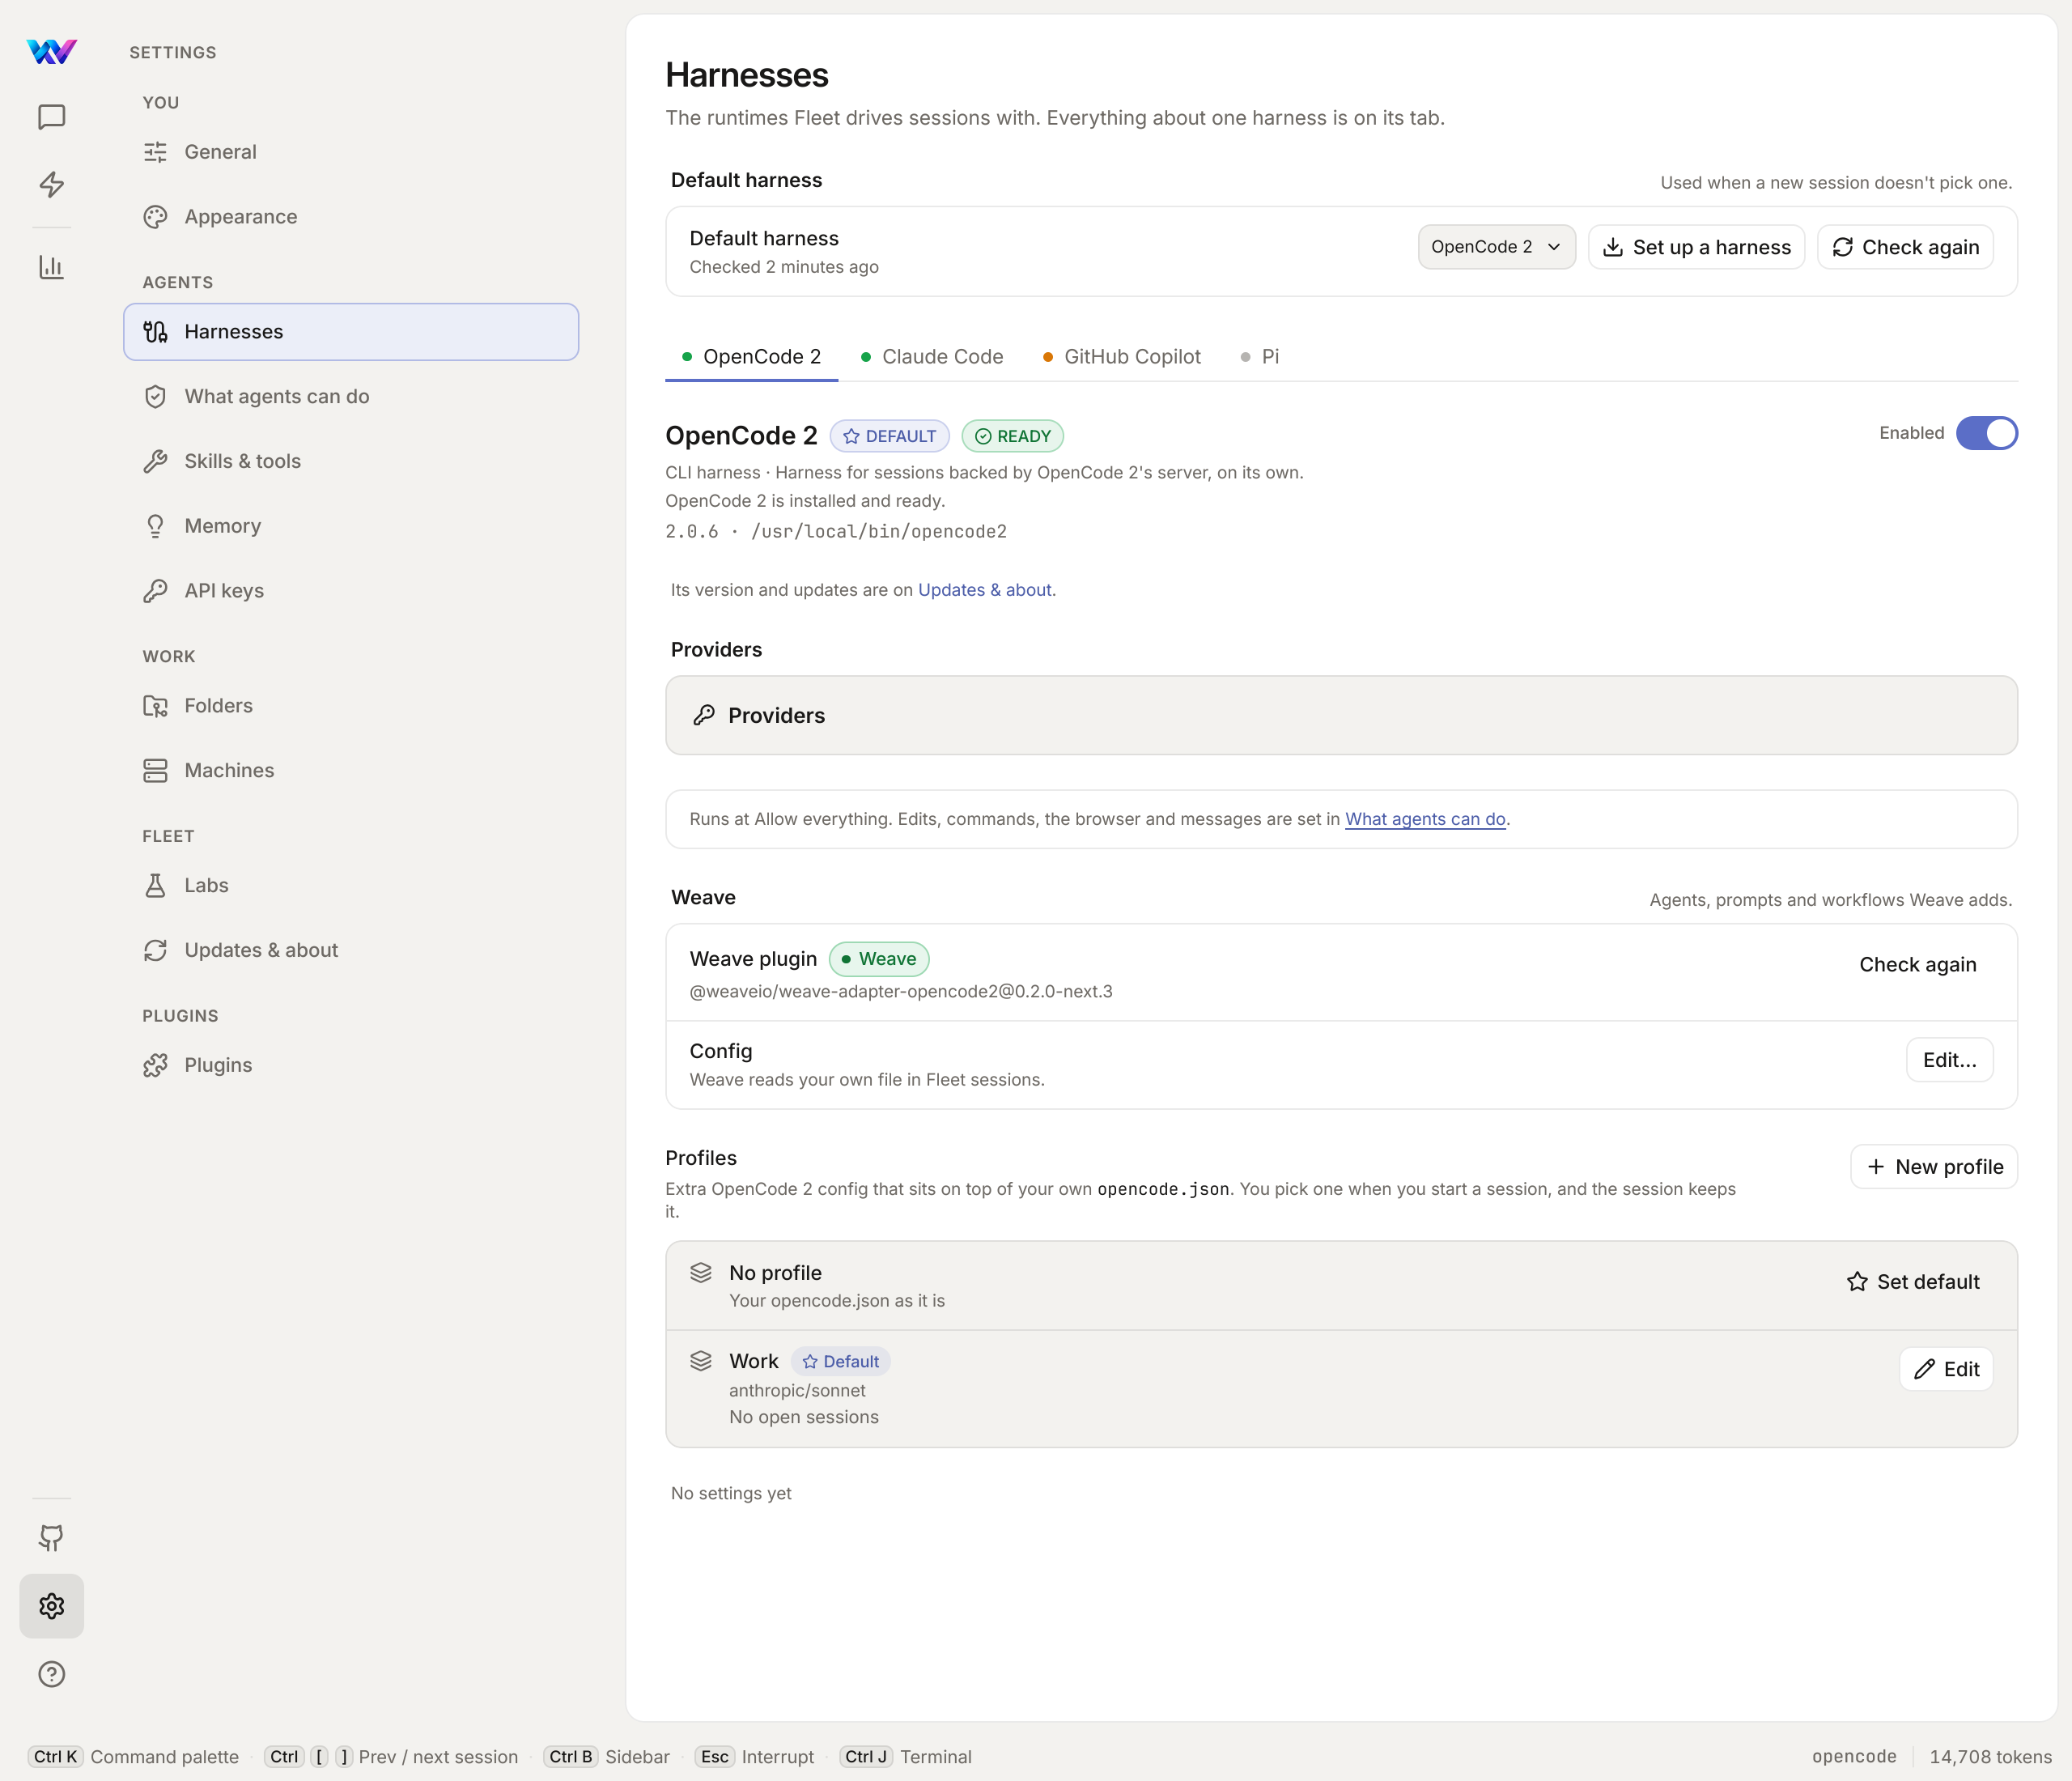 SETTINGS
YOU
General
Appearance
AGENTS
Harnesses
What agents can do
Skills & tools
Memory
API keys
WORK
Folders
Machines
FLEET
Labs
Updates & about
PLUGINS
Plugins
Harnesses
The runtimes Fleet drives sessions with. Everything about one harness is on its tab.
Default harness
Used when a new session doesn't pick one.
Default harness
Checked 2 minutes ago
OpenCode 2
Set up a harness
Check again
OpenCode 2
Claude Code
GitHub Copilot
Pi
OpenCode 2
DEFAULT
READY
Enabled
CLI harness · Harness for sessions backed by OpenCode 2's server, on its own.
OpenCode 2 is installed and ready.
2.0.6 · /usr/local/bin/opencode2
Its version and updates are on Updates & about.
Providers
Providers
Runs at Allow everything. Edits, commands, the browser and messages are set in What agents can do.
Weave
Agents, prompts and workflows Weave adds.
Weave plugin
Weave
@weaveio/weave-adapter-opencode2@0.2.0-next.3
Check again
Config
Weave reads your own file in Fleet sessions.
Edit...
Profiles
Extra OpenCode 2 config that sits on top of your own opencode.json. You pick one when you start a session, and the session keeps
it.
New profile
No profile
Your opencode.json as it is
Set default
Work
Default
anthropic/sonnet
No open sessions
Edit
No settings yet
Ctrl K Command palette · Ctrl [ ] Prev / next session · Ctrl B Sidebar · Esc Interrupt · Ctrl J Terminal
opencode
14,708 tokens